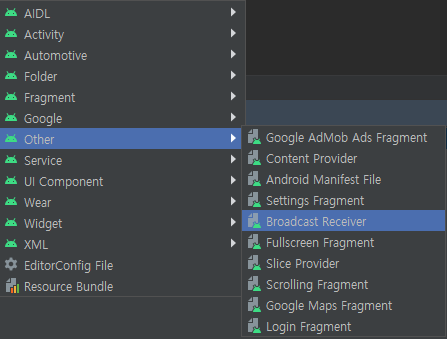 AIDL
Activity
Automotive
Folder
Fragment
Google
Other
Service
UI Component
Wear
Widget
XML
EditorConfig File
Resource Bundle
Google AdMob Ads Fragment
Content Provider
Android Manifest File
Settings Fragment
Broadcast Receiver
Fullscreen Fragment
Slice Provider
Scrolling Fragment
Google Maps Fragment
Login Fragment